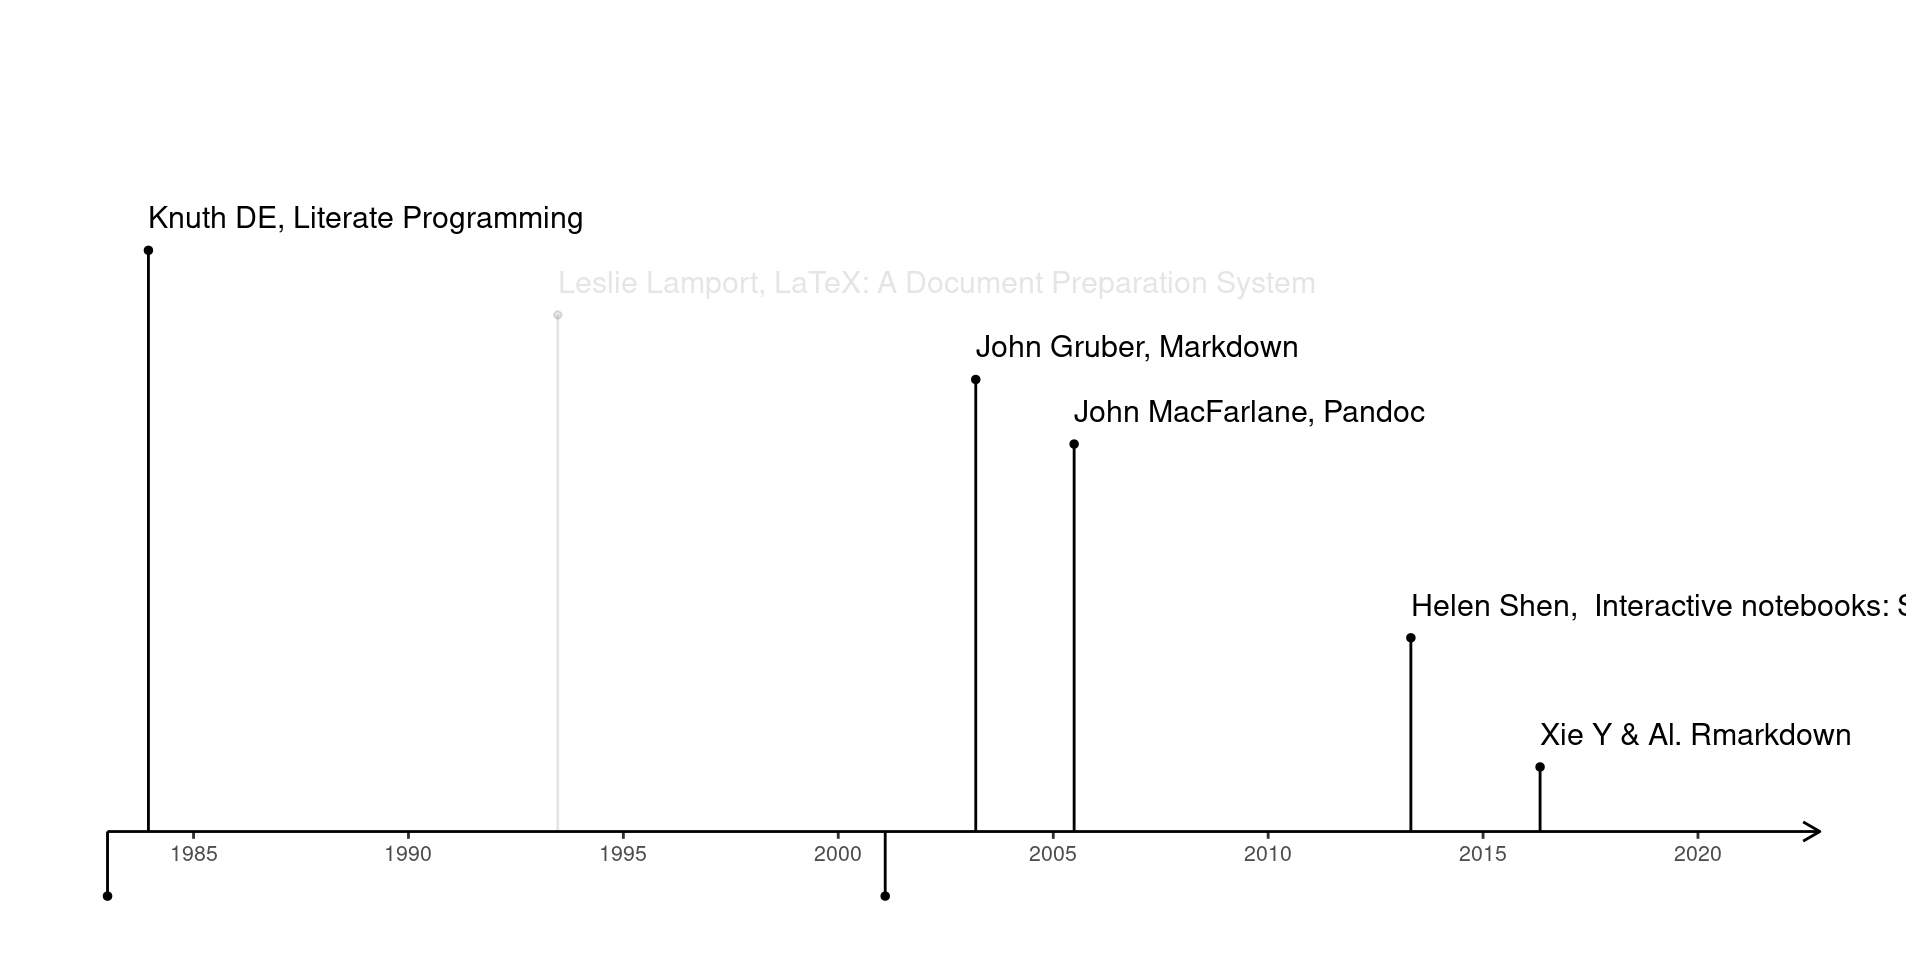 Knuth DE, Literate Programming
Leslie Lamport, LaTeX: A Document Preparation System
John Gruber, Markdown
John MacFarlane, Pandoc
Helen Shen,  Interactive notebooks: S
Xie Y & Al. Rmarkdown
1985 1990 1995 2000 2005 2010 2015 2020